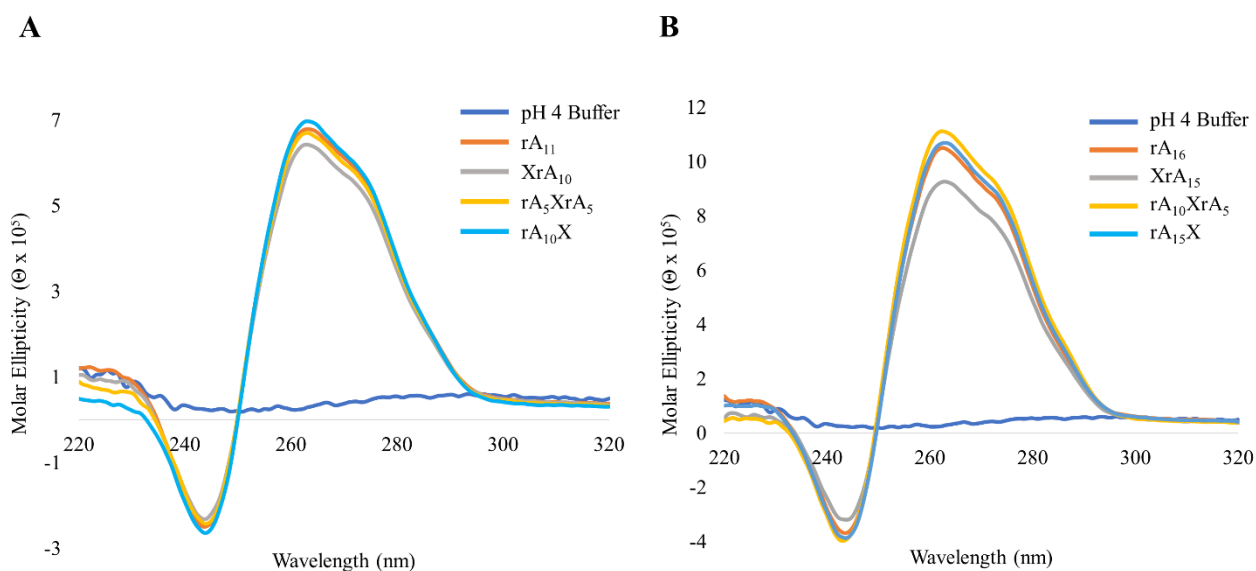 A
Molar Ellipticity (Θ x 10⁵)
7
5
3
1
-1
-3
220
240
260
280
300
320
Wavelength (nm)
pH 4 Buffer
rA₁₁
XrA₁₀
rA₅XrA₅
rA₁₀X
B
Molar Ellipticity (Θ x 10⁵)
12
10
8
6
4
2
0
-2
-4
220
240
260
280
300
320
Wavelength (nm)
pH 4 Buffer
rA₁₆
XrA₁₅
rA₁₀XrA₅
rA₁₅X